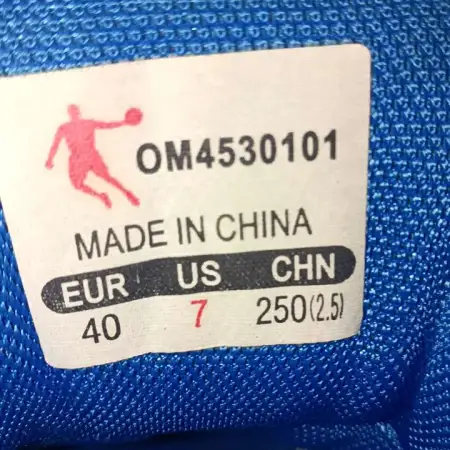 OM4530101
MADE IN CHINA
EUR US CHN
40 7 250(2.5)